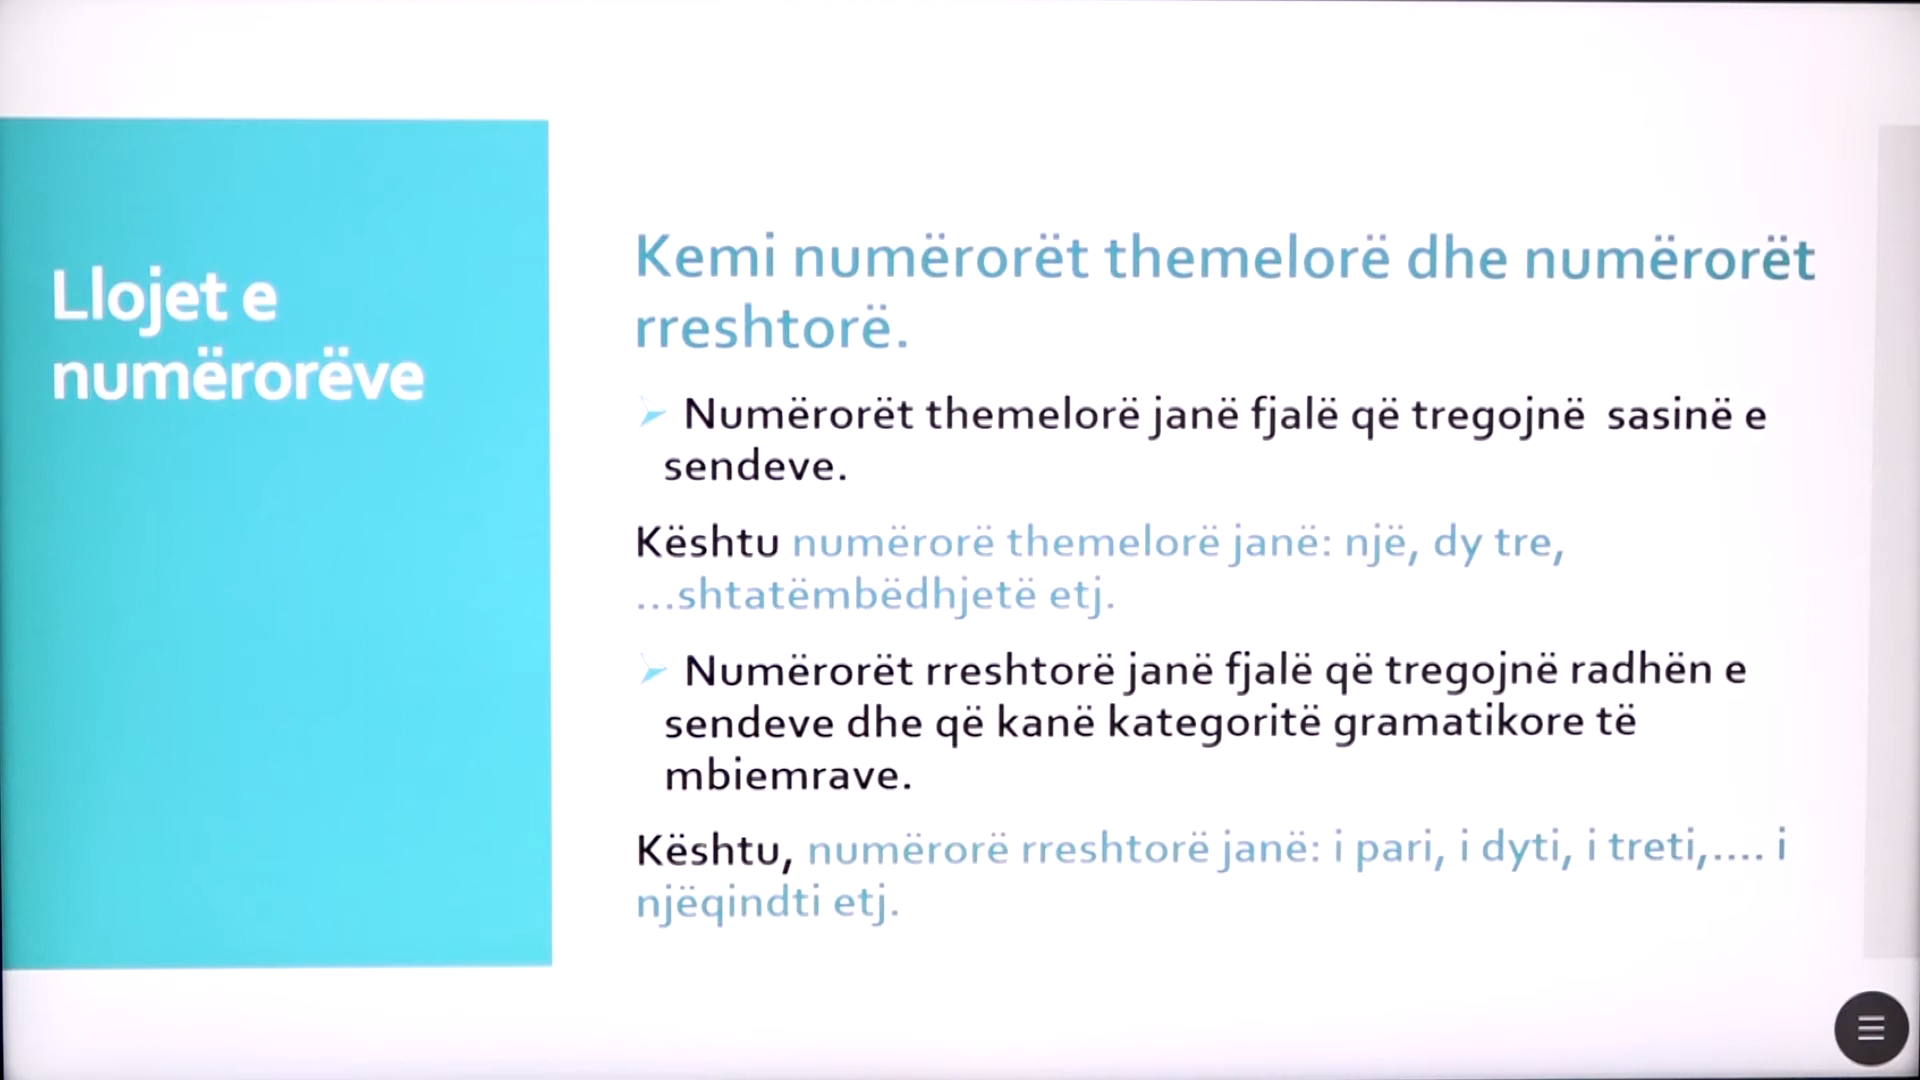 Llojet e
numërorëve
Kemi numërorët themelorë dhe numërorët
rreshtorë.
Numërorët themelorë janë fjalë që tregojnë sasinë e
sendeve.
Kështu numërorë themelorë janë: një, dy tre,
...shtatëmbëdhjetë etj.
Numërorët rreshtorë janë fjalë që tregojnë radhën e
sendeve dhe që kanë kategoritë gramatikore të
mbiemrave.
Kështu, numërorë rreshtorë janë: i pari, i dyti, i treti,.... i
njëqindti etj.